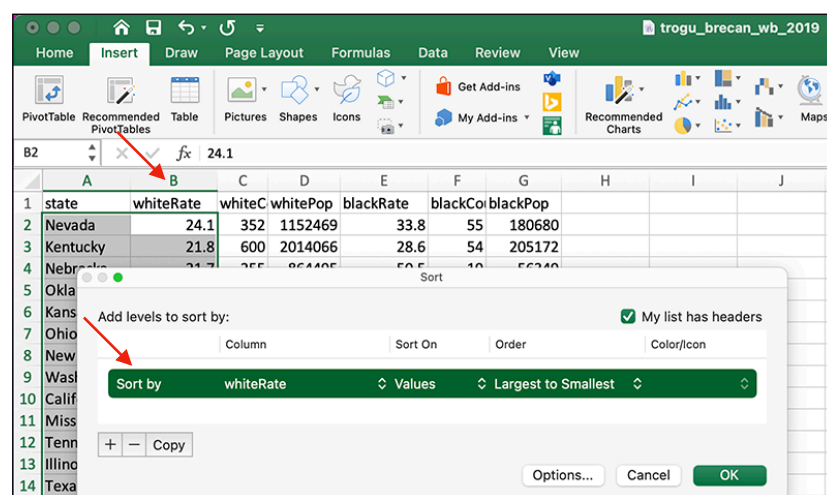 trogu_brecan_wb_2019
Home Insert Draw Page Layout Formulas Data Review View
Get Add-ins
PivotTable Recommended PivotTables Table Pictures Shapes Icons My Add-ins Recommended Charts Maps
B2 fx 24.1
A B C D E F G H I J
1 state whiteRate whiteC whitePop blackRate blackCou blackPop
2 Nevada 24.1 352 1152469 33.8 55 180680
3 Kentucky 21.8 600 2014066 28.6 54 205172
4
Sort
5 Okla
Add levels to sort by: My list has headers
6 Kans
7 Ohio
Column Sort On Order Color/Icon
8 New
9 Wash
Sort by whiteRate Values Largest to Smallest
10 Calif
11 Miss
12 Tenn
+ − Copy
13 Illino
Options... Cancel OK
14 Texa